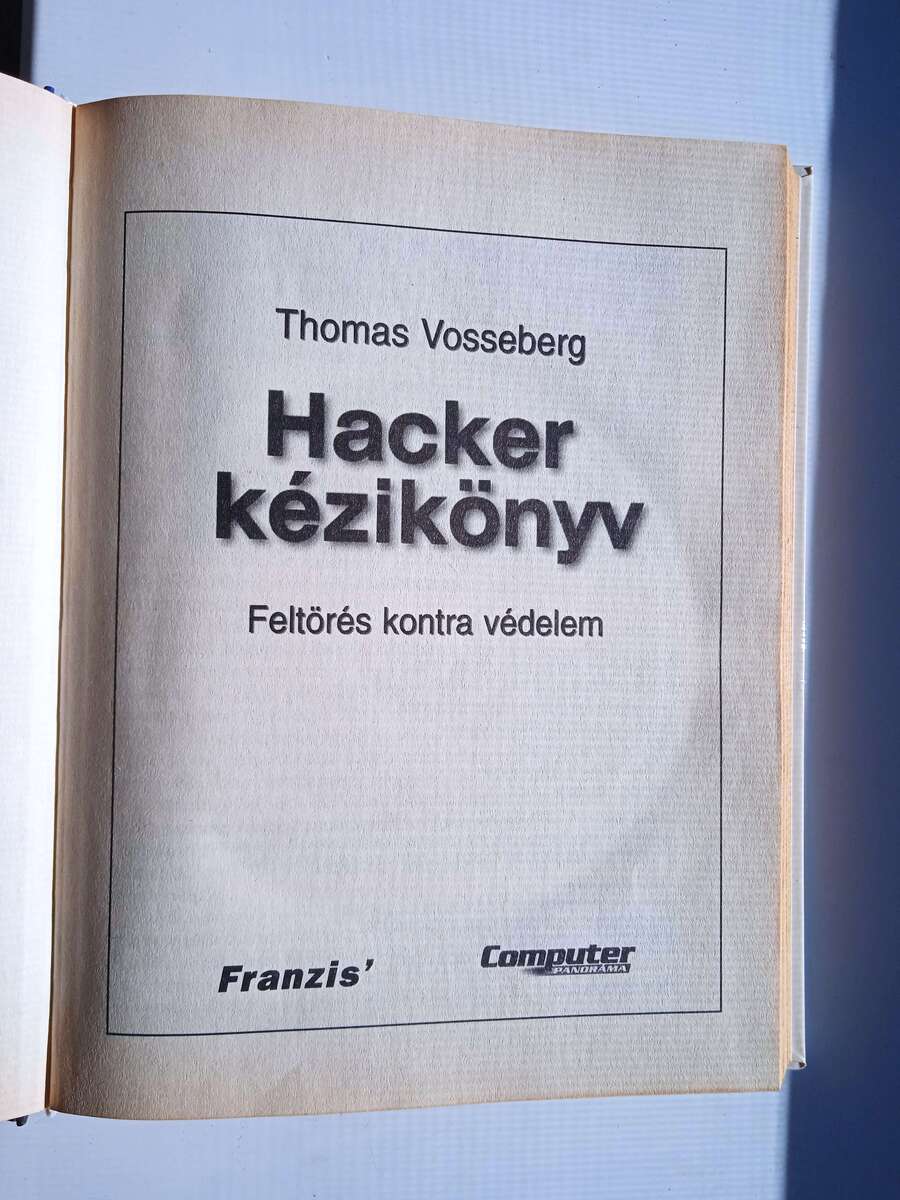 Thomas Vosseberg
Hacker
kézikönyv
Feltörés kontra védelem
Franzis’
Computer
PANORÁMA